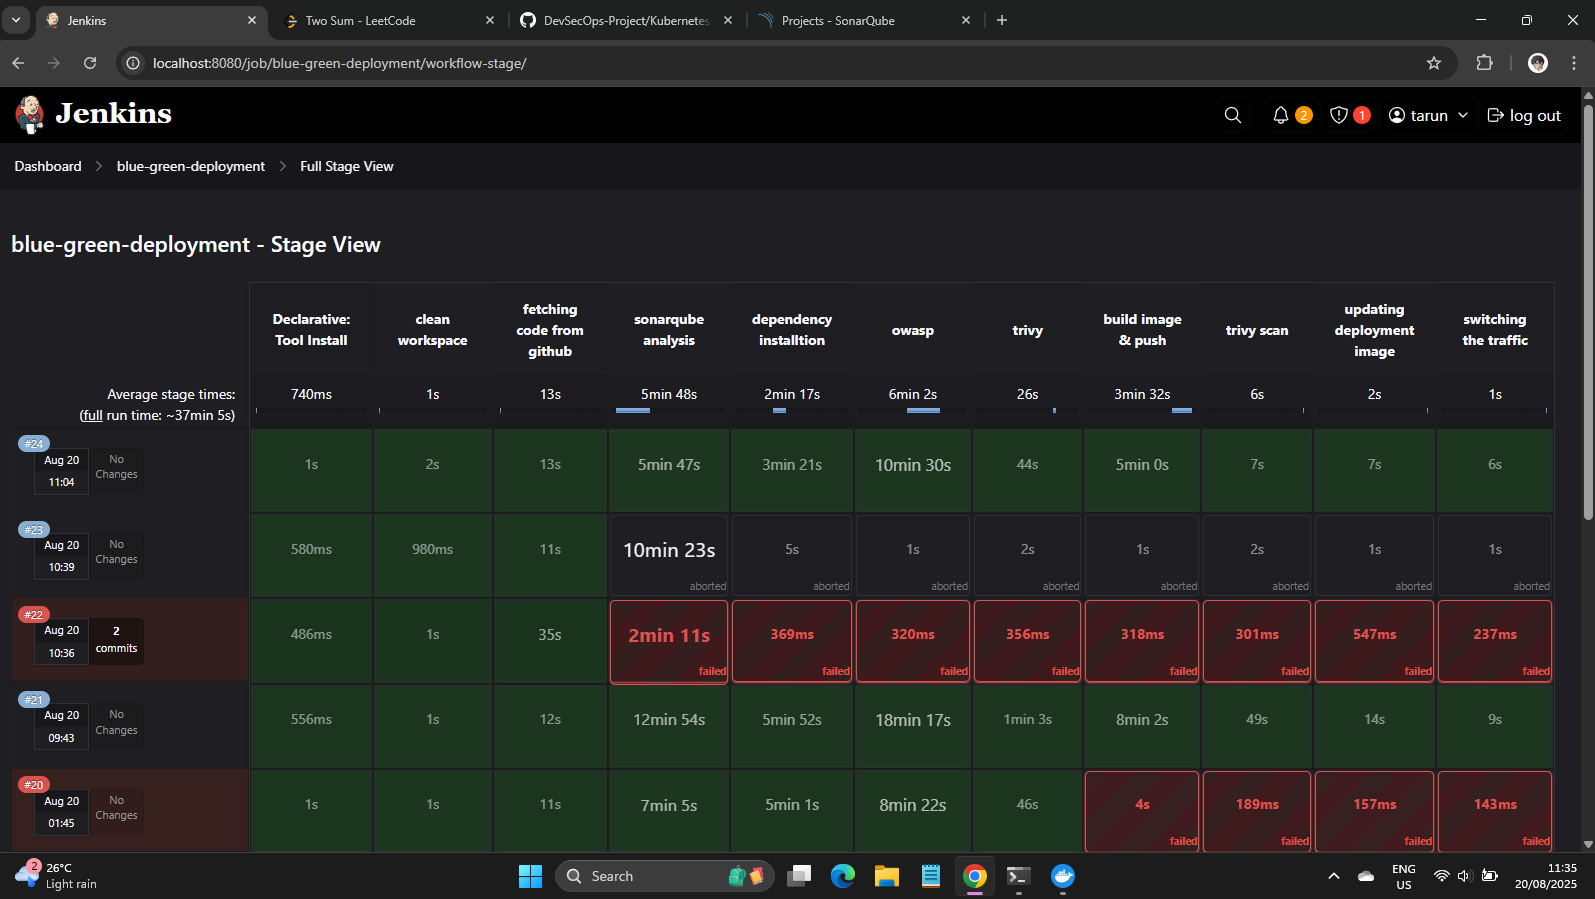 Jenkins
Two Sum - LeetCode
DevSecOps-Project/Kubernetes
Projects - SonarQube
localhost:8080/job/blue-green-deployment/workflow-stage/
Jenkins
2
1
tarun
log out
Dashboard
blue-green-deployment
Full Stage View
blue-green-deployment - Stage View
Declarative: Tool Install
clean workspace
fetching code from github
sonarqube analysis
dependency installtion
owasp
trivy
build image & push
trivy scan
updating deployment image
switching the traffic
Average stage times:
(full run time: ~37min 5s)
740ms 1s 13s 5min 48s 2min 17s 6min 2s 26s 3min 32s 6s 2s 1s
#24
Aug 20
11:04
No Changes
1s 2s 13s 5min 47s 3min 21s 10min 30s 44s 5min 0s 7s 7s 6s
#23
Aug 20
10:39
No Changes
580ms 980ms 11s 10min 23s 5s 1s 2s 1s 2s 1s 1s
aborted aborted aborted aborted aborted aborted aborted aborted
#22
Aug 20
10:36
2 commits
486ms 1s 35s 2min 11s 369ms 320ms 356ms 318ms 301ms 547ms 237ms
failed failed failed failed failed failed failed failed
#21
Aug 20
09:43
No Changes
556ms 1s 12s 12min 54s 5min 52s 18min 17s 1min 3s 8min 2s 49s 14s 9s
#20
Aug 20
01:45
No Changes
1s 1s 11s 7min 5s 5min 1s 8min 22s 46s 4s 189ms 157ms 143ms
failed failed failed failed
2
26°C
Light rain
Search
ENG
US
11:35
20/08/2025